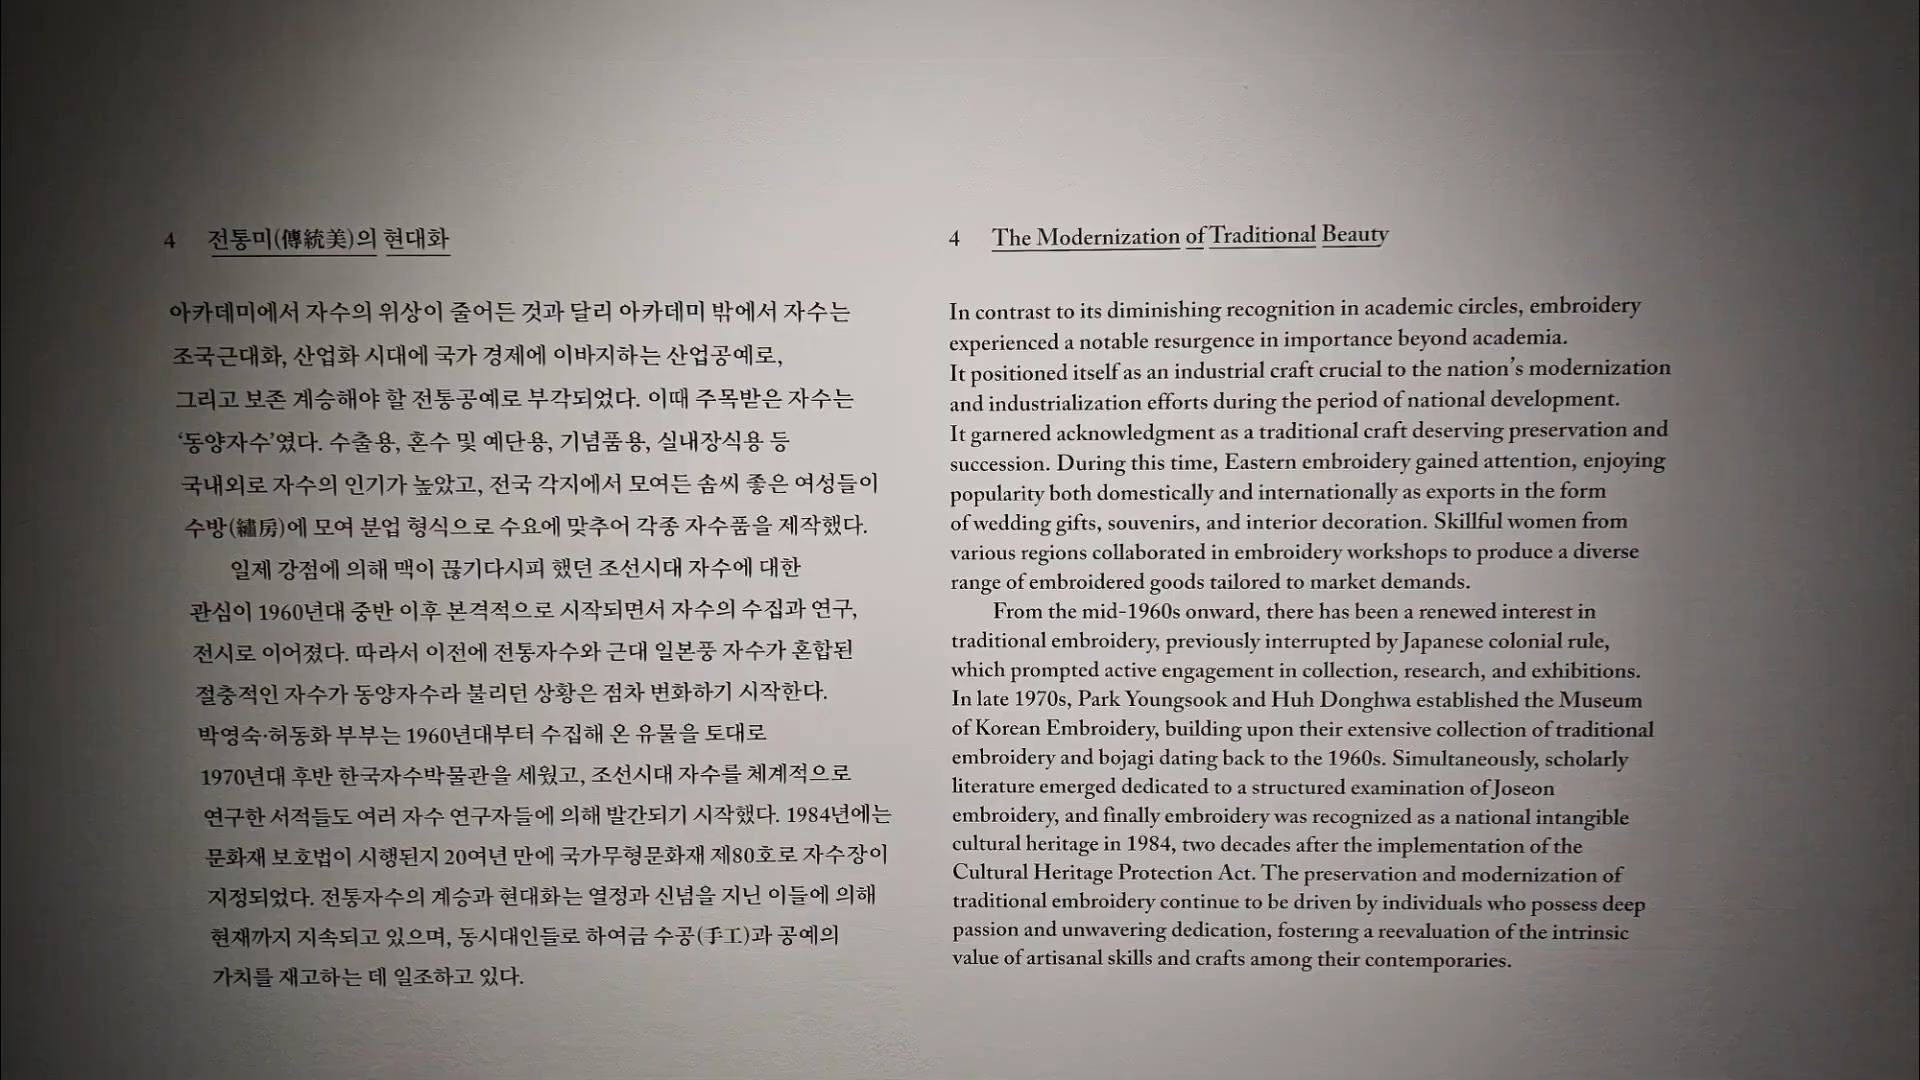 4 전통미(傳統美)의 현대화
아카데미에서 자수의 위상이 줄어든 것과 달리 아카데미 밖에서 자수는
조국근대화, 산업화 시대에 국가 경제에 이바지하는 산업공예로,
그리고 보존 계승해야 할 전통공예로 부각되었다. 이때 주목받은 자수는
‘동양자수’였다. 수출용, 혼수 및 예단용, 기념품용, 실내장식용 등
국내외로 자수의 인기가 높았고, 전국 각지에서 모여든 솜씨 좋은 여성들이
수방(繡房)에 모여 분업 형식으로 수요에 맞추어 각종 자수품을 제작했다.
일제 강점에 의해 맥이 끊기다시피 했던 조선시대 자수에 대한
관심이 1960년대 중반 이후 본격적으로 시작되면서 자수의 수집과 연구,
전시로 이어졌다. 따라서 이전에 전통자수와 근대 일본풍 자수가 혼합된
절충적인 자수가 동양자수라 불리던 상황은 점차 변화하기 시작한다.
박영숙·허동화 부부는 1960년대부터 수집해 온 유물을 토대로
1970년대 후반 한국자수박물관을 세웠고, 조선시대 자수를 체계적으로
연구한 서적들도 여러 자수 연구자들에 의해 발간되기 시작했다. 1984년에는
문화재 보호법이 시행된지 20여년 만에 국가무형문화재 제80호로 자수장이
지정되었다. 전통자수의 계승과 현대화는 열정과 신념을 지닌 이들에 의해
현재까지 지속되고 있으며, 동시대인들로 하여금 수공(手工)과 공예의
가치를 재고하는 데 일조하고 있다.
4 The Modernization of Traditional Beauty
In contrast to its diminishing recognition in academic circles, embroidery
experienced a notable resurgence in importance beyond academia.
It positioned itself as an industrial craft crucial to the nation’s modernization
and industrialization efforts during the period of national development.
It garnered acknowledgment as a traditional craft deserving preservation and
succession. During this time, Eastern embroidery gained attention, enjoying
popularity both domestically and internationally as exports in the form
of wedding gifts, souvenirs, and interior decoration. Skillful women from
various regions collaborated in embroidery workshops to produce a diverse
range of embroidered goods tailored to market demands.
From the mid-1960s onward, there has been a renewed interest in
traditional embroidery, previously interrupted by Japanese colonial rule,
which prompted active engagement in collection, research, and exhibitions.
In late 1970s, Park Youngsook and Huh Donghwa established the Museum
of Korean Embroidery, building upon their extensive collection of traditional
embroidery and bojagi dating back to the 1960s. Simultaneously, scholarly
literature emerged dedicated to a structured examination of Joseon
embroidery, and finally embroidery was recognized as a national intangible
cultural heritage in 1984, two decades after the implementation of the
Cultural Heritage Protection Act. The preservation and modernization of
traditional embroidery continue to be driven by individuals who possess deep
passion and unwavering dedication, fostering a reevaluation of the intrinsic
value of artisanal skills and crafts among their contemporaries.